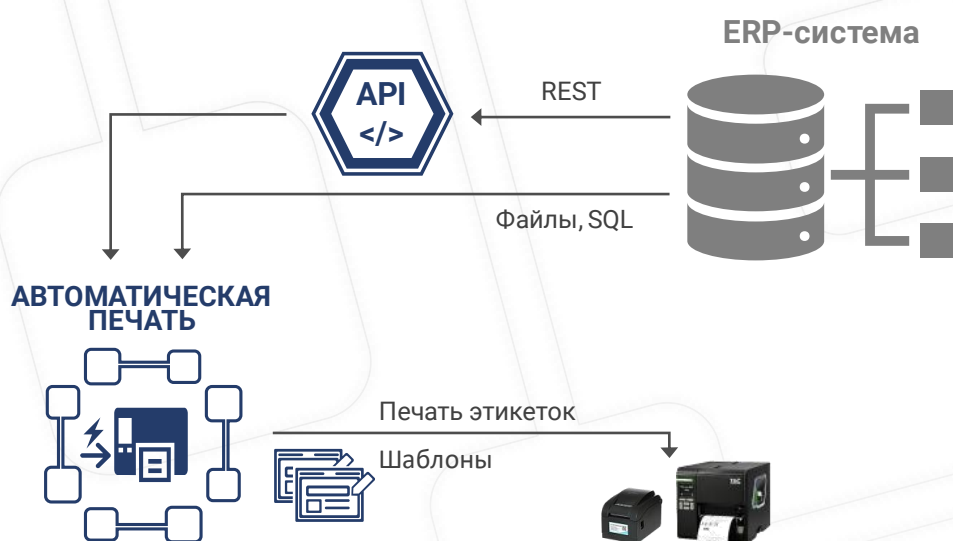 ERP-система
API
</>
REST
Файлы, SQL
АВТОМАТИЧЕСКАЯ
ПЕЧАТЬ
Печать этикеток
Шаблоны